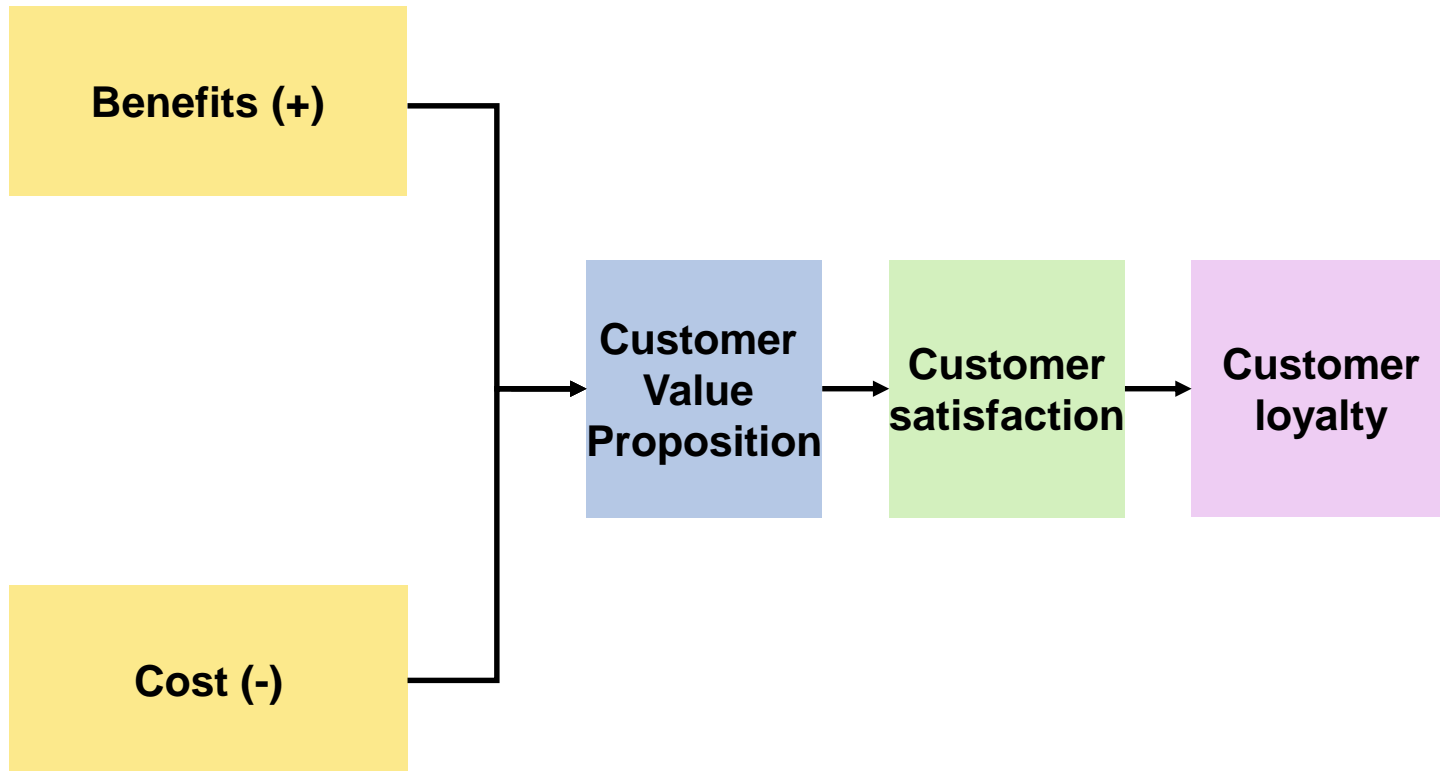 Benefits (+)
Customer
Value
Proposition
Customer
satisfaction
Customer
loyalty
Cost (-)